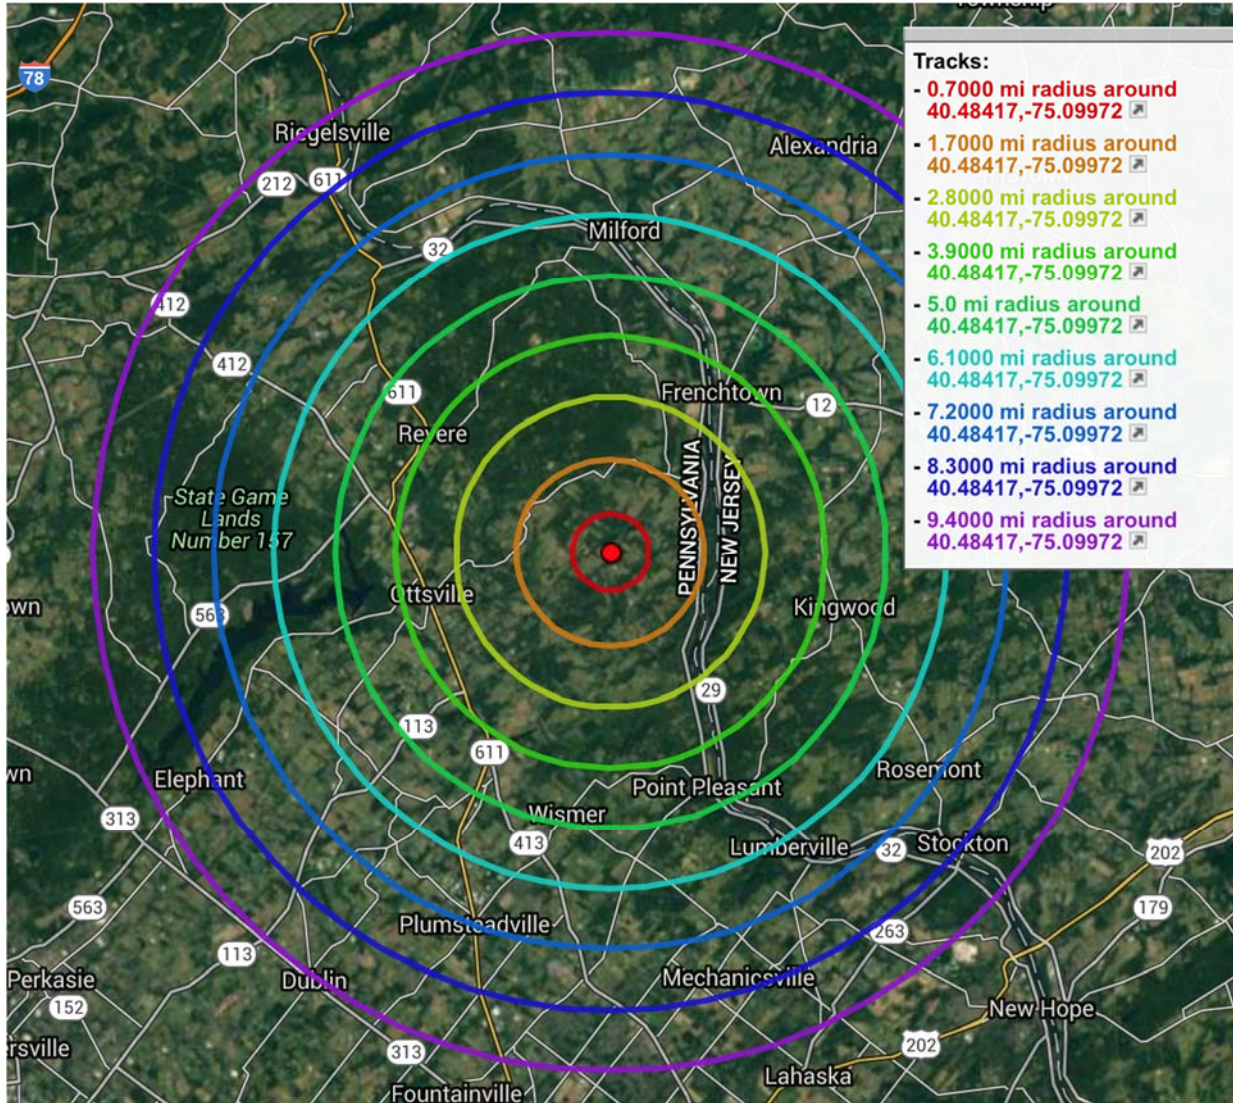 Township
78
Tracks:
- 0.7000 mi radius around
40.48417,-75.09972
- 1.7000 mi radius around
40.48417,-75.09972
- 2.8000 mi radius around
40.48417,-75.09972
- 3.9000 mi radius around
40.48417,-75.09972
- 5.0 mi radius around
40.48417,-75.09972
- 6.1000 mi radius around
40.48417,-75.09972
- 7.2000 mi radius around
40.48417,-75.09972
- 8.3000 mi radius around
40.48417,-75.09972
- 9.4000 mi radius around
40.48417,-75.09972
Riegelsville
Alexandria
212
611
Milford
32
412
412
611
Frenchtown
12
Revere
PENNSYLVANIA
NEW JERSEY
State Game
Lands
Number 157
Ottsville
own
563
Kingwood
29
113
611
wn
Elephant
Point Pleasant
Rosemont
313
Wismer
413
Lumberville
32
Stockton
202
563
179
Plumsteadville
263
113
Perkasie
Dublin
Mechanicsville
152
New Hope
ersville
313
202
Lahaska
Fountainville